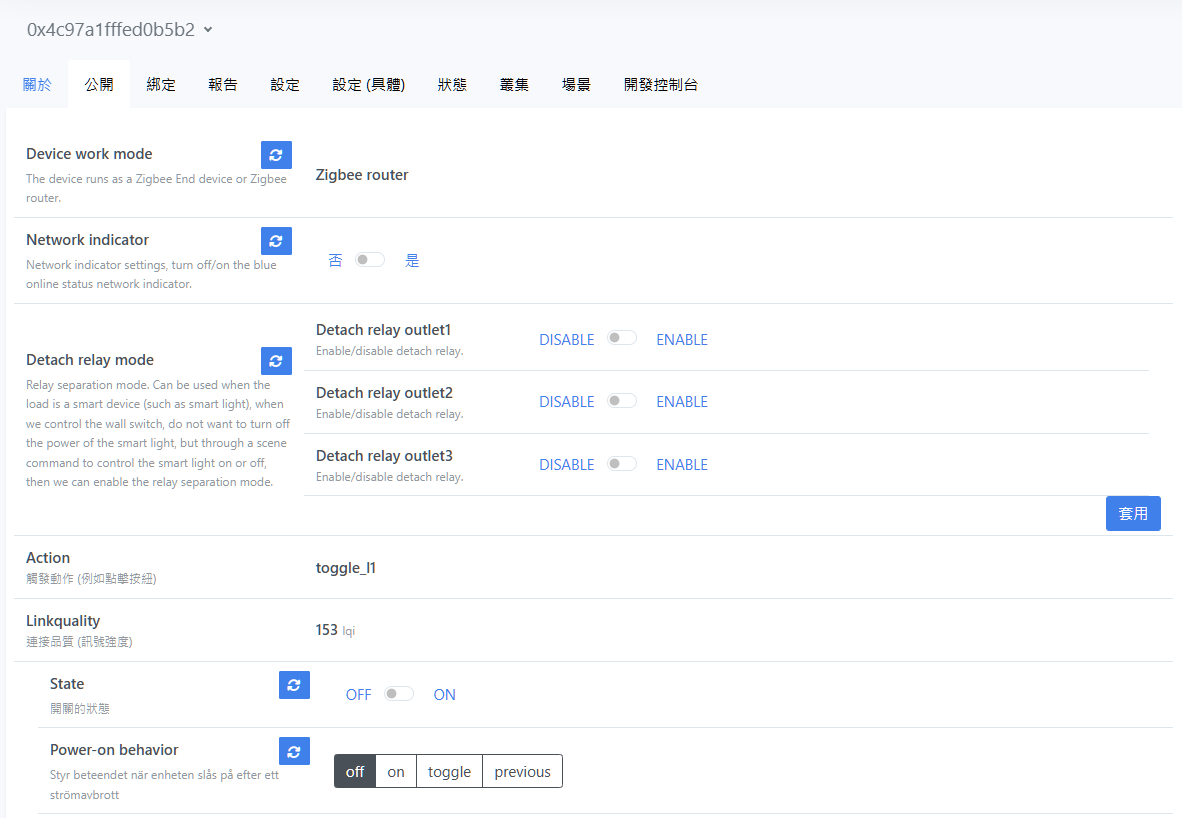 0x4c97a1fffed0b5b2
關於 公開 綁定 報告 設定 設定 (具體) 狀態 叢集 場景 開發控制台
Device work mode
The device runs as a Zigbee End device or Zigbee
router.
Zigbee router
Network indicator
Network indicator settings, turn off/on the blue
online status network indicator.
否 是
Detach relay mode
Relay separation mode. Can be used when the
load is a smart device (such as smart light), when
we control the wall switch, do not want to turn off
the power of the smart light, but through a scene
command to control the smart light on or off,
then we can enable the relay separation mode.
Detach relay outlet1
Enable/disable detach relay.
DISABLE ENABLE
Detach relay outlet2
Enable/disable detach relay.
DISABLE ENABLE
Detach relay outlet3
Enable/disable detach relay.
DISABLE ENABLE
套用
Action
觸發動作 (例如點擊按紐)
toggle_l1
Linkquality
連接品質 (訊號強度)
153 lqi
State
開關的狀態
OFF ON
Power-on behavior
Styr beteendet när enheten slås på efter ett
strömavbrott
off on toggle previous